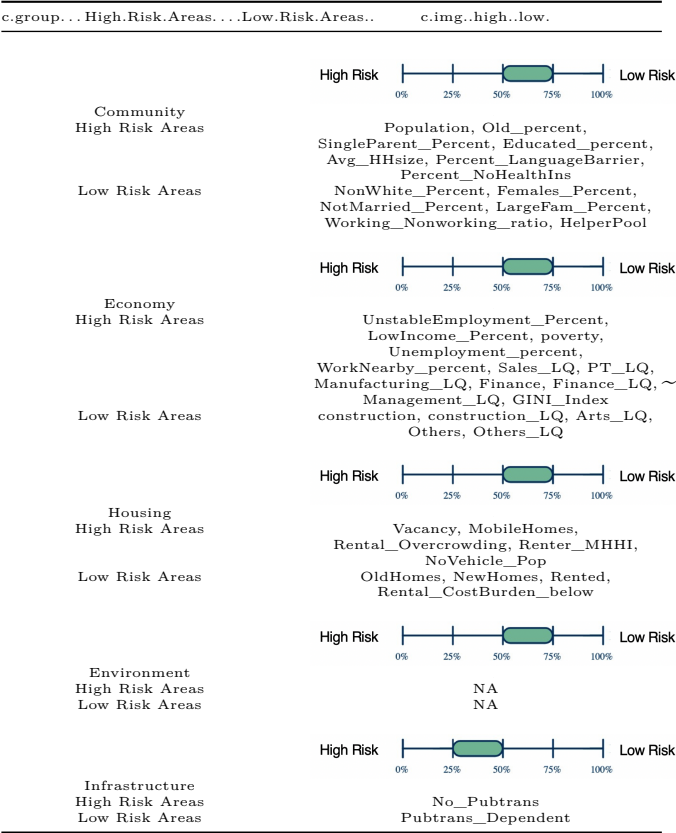 c.group...High.Risk.Areas....Low.Risk.Areas.. c.img..high..low.
High Risk Low Risk
0% 25% 50% 75% 100%
Community
High Risk Areas Population, Old_percent,
SingleParent_Percent, Educated_percent,
Avg_HHsize, Percent_LanguageBarrier,
Percent_NoHealthIns
Low Risk Areas NonWhite_Percent, Females_Percent,
NotMarried_Percent, LargeFam_Percent,
Working_Nonworking_ratio, HelperPool
High Risk Low Risk
0% 25% 50% 75% 100%
Economy
High Risk Areas UnstableEmployment_Percent,
LowIncome_Percent, poverty,
Unemployment_percent,
WorkNearby_percent, Sales_LQ, PT_LQ,
Manufacturing_LQ, Finance, Finance_LQ, ~
Management_LQ, GINI_Index
Low Risk Areas construction, construction_LQ, Arts_LQ,
Others, Others_LQ
High Risk Low Risk
0% 25% 50% 75% 100%
Housing
High Risk Areas Vacancy, MobileHomes,
Rental_Overcrowding, Renter_MHHI,
NoVehicle_Pop
Low Risk Areas OldHomes, NewHomes, Rented,
Rental_CostBurden_below
High Risk Low Risk
0% 25% 50% 75% 100%
Environment
High Risk Areas NA
Low Risk Areas NA
High Risk Low Risk
0% 25% 50% 75% 100%
Infrastructure
High Risk Areas No_Pubtrans
Low Risk Areas Pubtrans_Dependent